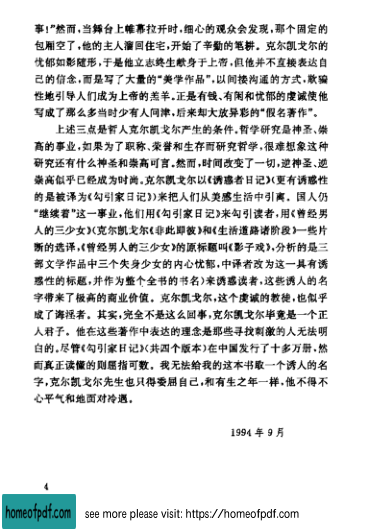 事！”然而，当舞台上帷幕拉开时，细心的观众会发现，那个固定的
包厢空了，他的主人溜回住宅，开始了辛勤的笔耕。克尔凯戈尔的
忧郁如影随形，于是他立志终生献身于上帝，但他并不直接表达自
己的信念，而是写了大量的“美学作品”，以间接沟通的方式，欺骗
性地引导人们成为上帝的羔羊。正是有钱、有闲和忧郁的虔诚使他
写成了那么多当时少有人问津，后来却大放异彩的“假名著作”。
上述三点是哲人克尔凯戈尔产生的条件。哲学研究是神圣、崇
高的事业，如果为了职称、荣誉和生存而研究哲学，很难想象这种
研究还有什么神圣和崇高可言。然而，时间改变了一切，逆神圣、逆
崇高似乎已经成为时尚。克尔凯戈尔以《诱惑者日记》（更有诱惑性
的是被译为《勾引家日记》）来把人们从美感生活中引离。国人仍
“继续着”这一事业，他们用《勾引家日记》来勾引读者，用《曾经男
人的三少女》（克尔凯戈尔《非此即彼》和《生活道路诸阶段》一些片
断的选译，《曾经男人的三少女》的原标题叫《影子戏》，分析的是三
部文学作品中三个失身少女的内心忧郁，中译者改为这一具有诱
惑性的标题，并作为整个全书的书名）来诱惑读者，这些诱人的名
字带来了极高的商业价值。克尔凯戈尔，这个虔诚的教徒，也似乎
成了诲淫者。其实，完全不是这么回事，克尔凯戈尔毕竟是一个正
人君子。他在这些著作中表达的理念是那些寻找刺激的人无法明
白的。尽管《勾引家日记》（共四个版本）在中国发行了十多万册，然
而真正读懂的则屈指可数。我无法给我的这本书取一个诱人的名
字，克尔凯戈尔先生也只得委屈自己，和有生之年一样，他不得不
心平气和地面对冷遇。
1994年9月
4
homeofpdf.com
see more please visit: https://homeofpdf.com